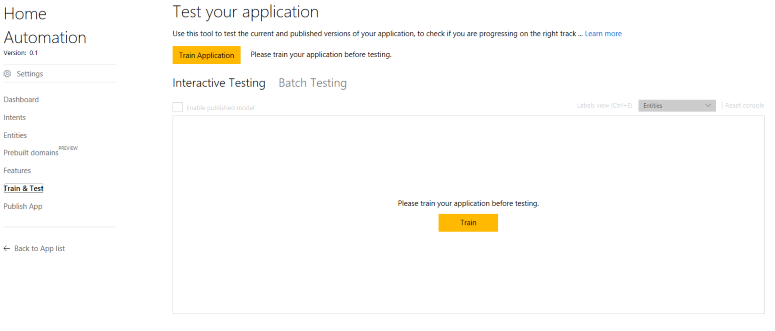 Home
Automation
Version: 0.1
Settings
Dashboard
Intents
Entities
Prebuilt domains PREVIEW
Features
Train & Test
Publish App
Back to App list
Test your application
Use this tool to test the current and published versions of your application, to check if you are progressing on the right track ... Learn more
Train Application Please train your application before testing.
Interactive Testing Batch Testing
Enable published model Labels view (Ctrl+E) Entities Reset console
Please train your application before testing.
Train